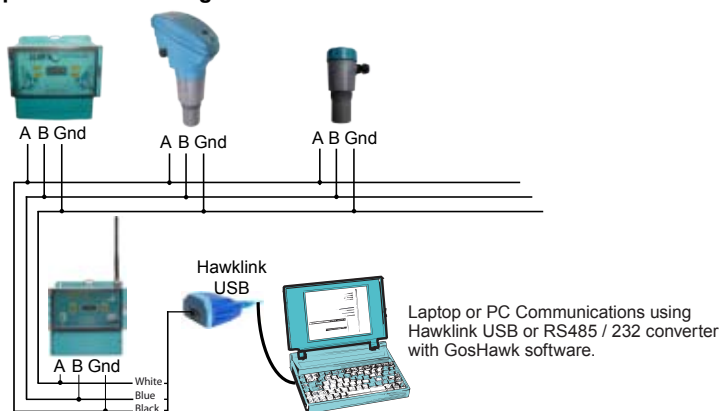 A B Gnd
A B Gnd
A B Gnd
Hawklink
USB
Laptop or PC Communications using
Hawklink USB or RS485 / 232 converter
with GosHawk software.
A B Gnd
White
Blue
Black